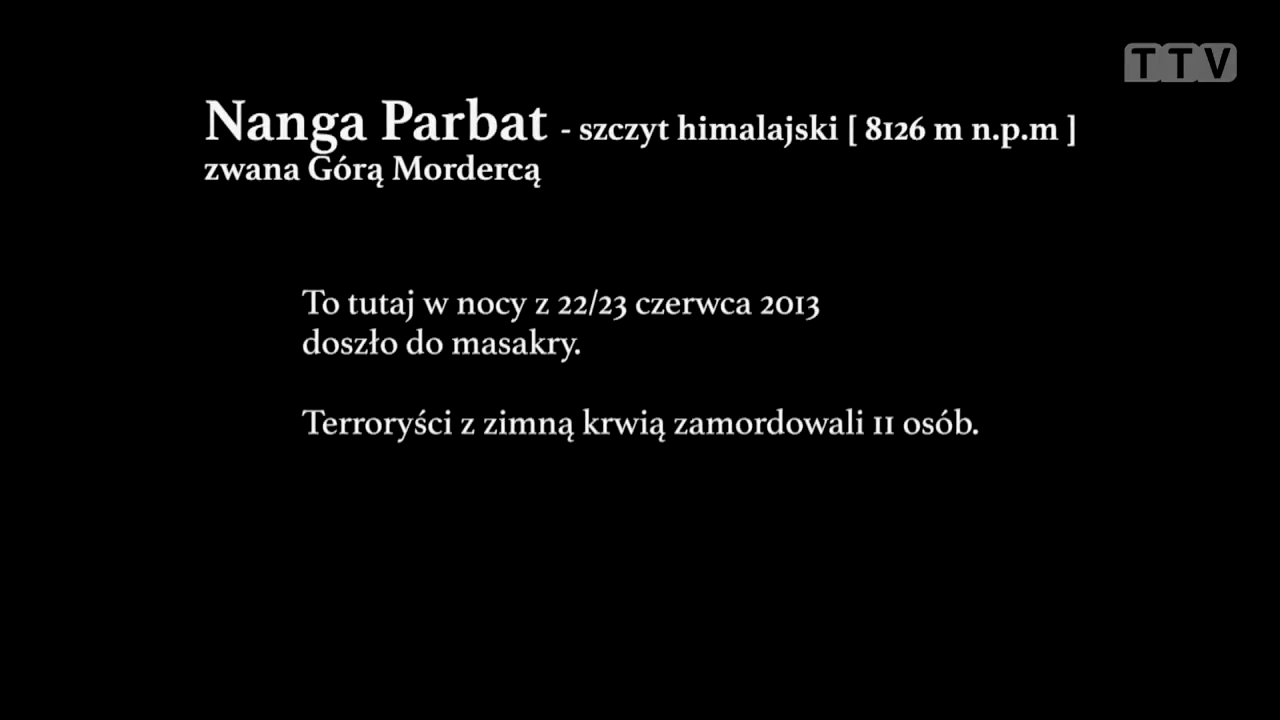 TTV
Nanga Parbat - szczyt himalajski [ 8126 m n.p.m ]
zwana Górą Mordercą
To tutaj w nocy z 22/23 czerwca 2013
doszło do masakry.
Terroryści z zimną krwią zamordowali 11 osób.